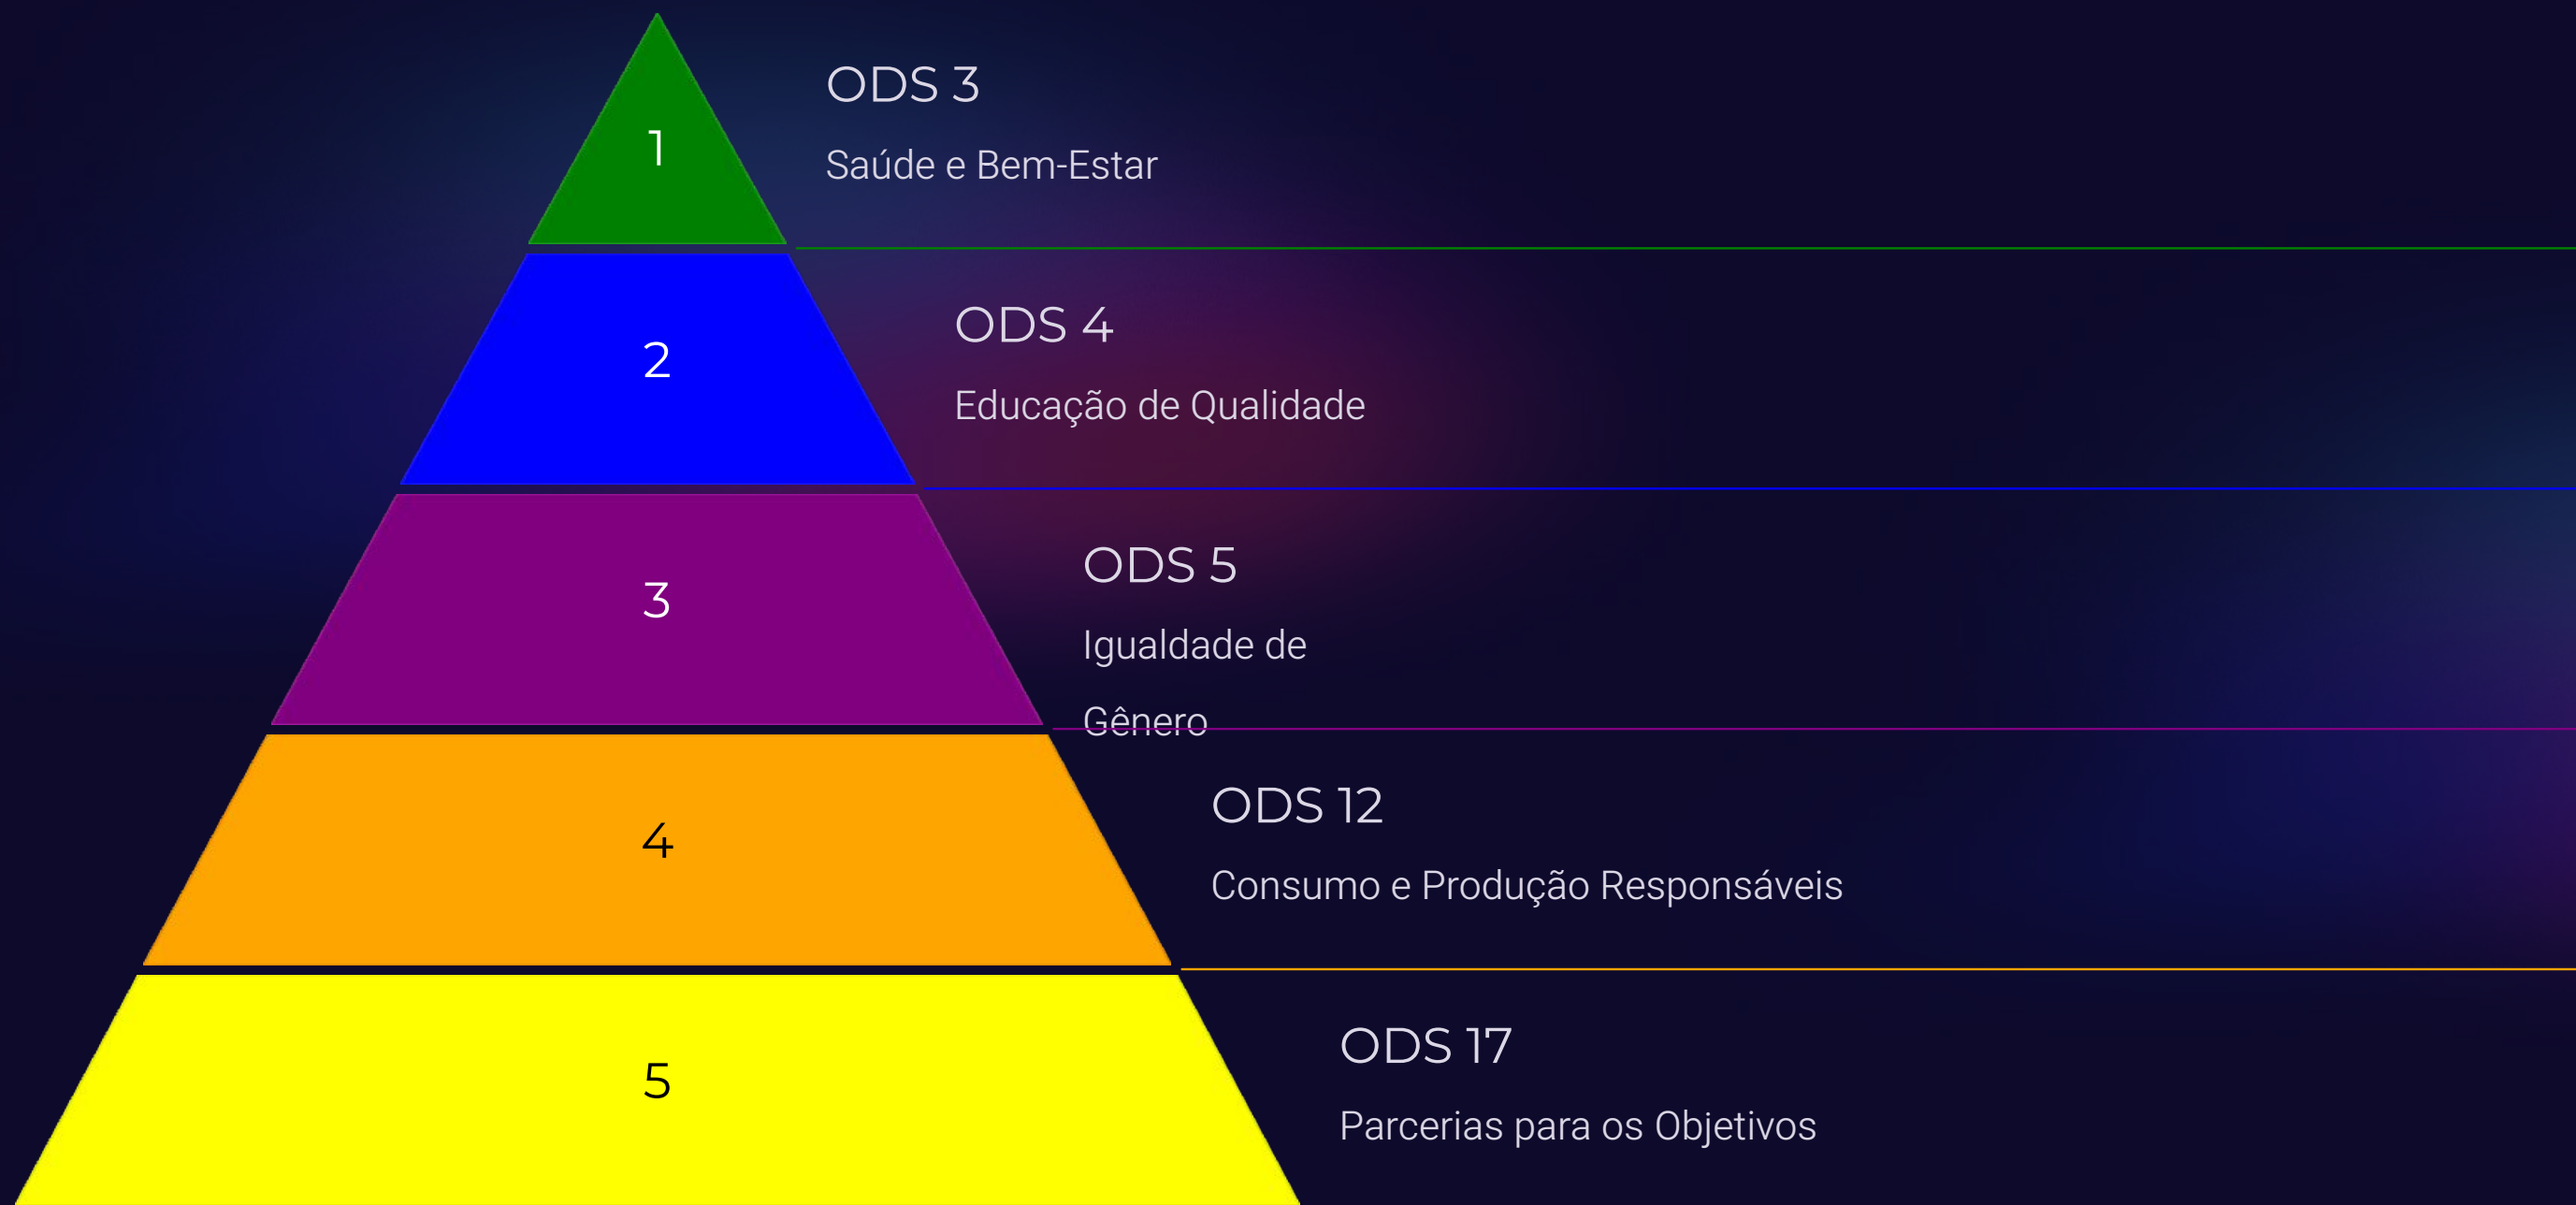 1
ODS 3
Saúde e Bem-Estar
2
ODS 4
Educação de Qualidade
3
ODS 5
Igualdade de
Gênero
4
ODS 12
Consumo e Produção Responsáveis
5
ODS 17
Parcerias para os Objetivos